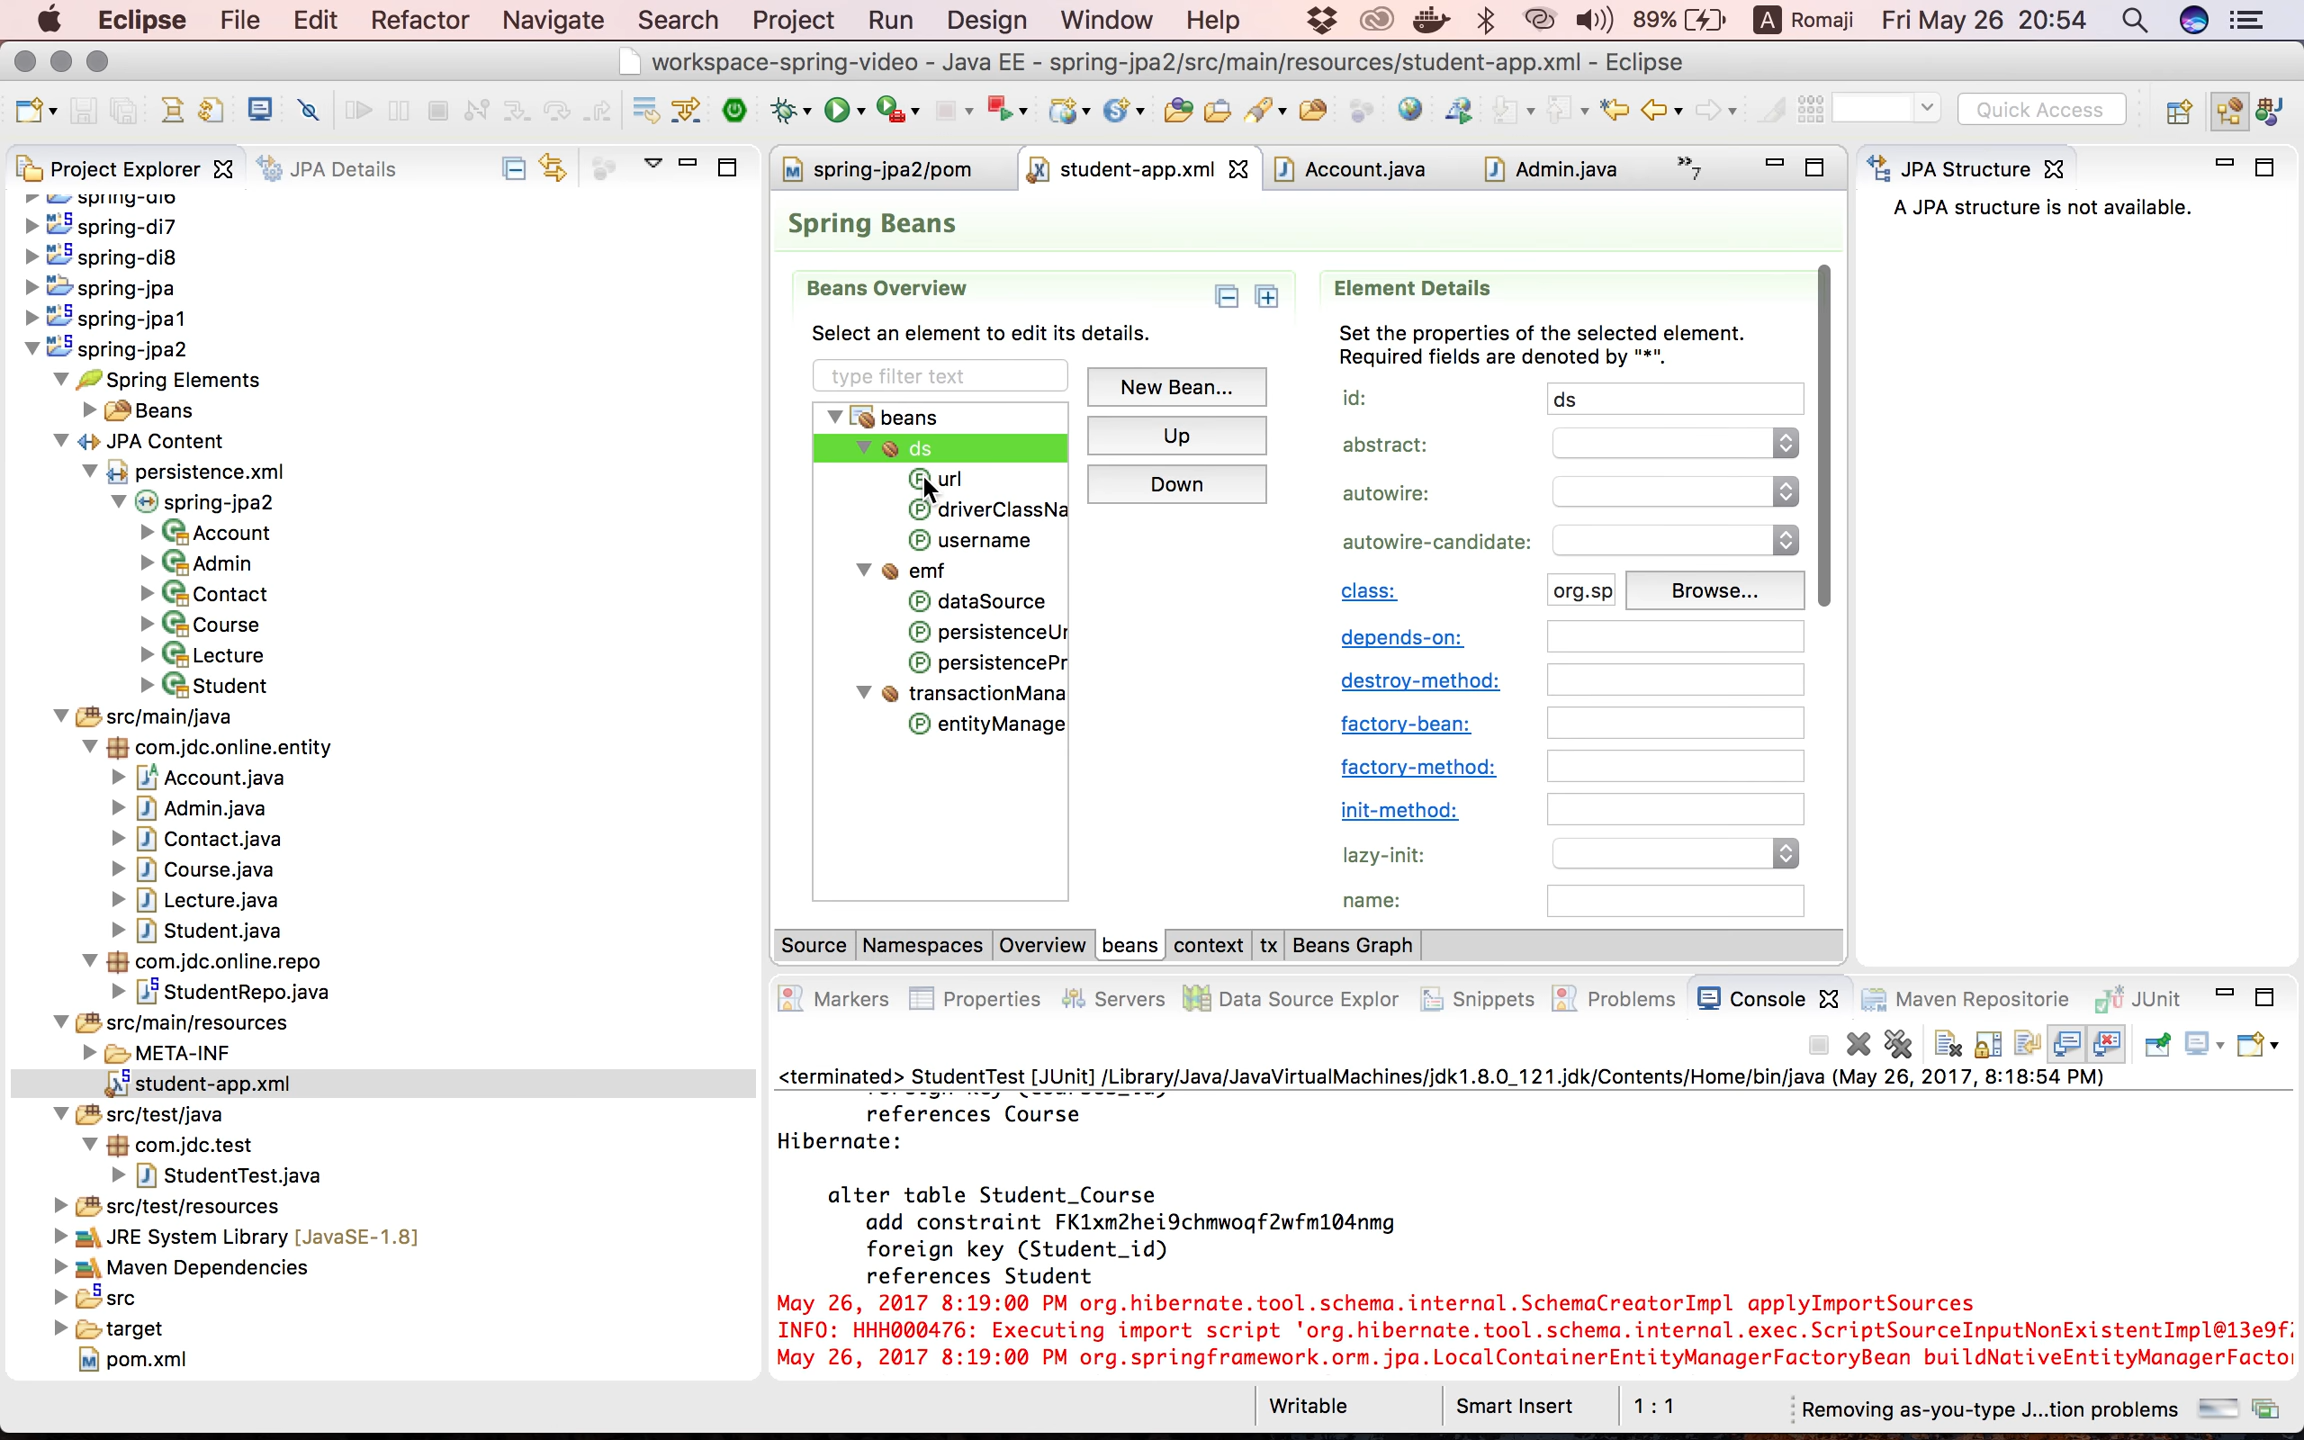 Eclipse File Edit Refactor Navigate Search Project Run Design Window Help 89% A Romaji Fri May 26 20:54
workspace-spring-video - Java EE - spring-jpa2/src/main/resources/student-app.xml - Eclipse
Quick Access
Project Explorer
JPA Details
spring-di6
spring-di7
spring-di8
spring-jpa
spring-jpa1
spring-jpa2
Spring Elements
Beans
JPA Content
persistence.xml
spring-jpa2
Account
Admin
Contact
Course
Lecture
Student
src/main/java
com.jdc.online.entity
Account.java
Admin.java
Contact.java
Course.java
Lecture.java
Student.java
com.jdc.online.repo
StudentRepo.java
src/main/resources
META-INF
student-app.xml
src/test/java
com.jdc.test
StudentTest.java
src/test/resources
JRE System Library [JavaSE-1.8]
Maven Dependencies
src
target
pom.xml
spring-jpa2/pom
student-app.xml
Account.java
Admin.java
»7
Spring Beans
Beans Overview
Select an element to edit its details.
type filter text
New Bean...
Up
Down
beans
ds
url
driverClassNa
username
emf
dataSource
persistenceUr
persistencePr
transactionMana
entityManage
Element Details
Set the properties of the selected element.
Required fields are denoted by "*".
id: ds
abstract:
autowire:
autowire-candidate:
class: org.sp Browse...
depends-on:
destroy-method:
factory-bean:
factory-method:
init-method:
lazy-init:
name:
Source Namespaces Overview beans context tx Beans Graph
JPA Structure
A JPA structure is not available.
Markers Properties Servers Data Source Explor Snippets Problems Console Maven Repositorie JUnit
<terminated> StudentTest [JUnit] /Library/Java/JavaVirtualMachines/jdk1.8.0_121.jdk/Contents/Home/bin/java (May 26, 2017, 8:18:54 PM)
references Course
Hibernate:
alter table Student_Course
add constraint FK1xm2hei9chmwoqf2wfm104nmg
foreign key (Student_id)
references Student
May 26, 2017 8:19:00 PM org.hibernate.tool.schema.internal.SchemaCreatorImpl applyImportSources
INFO: HHH000476: Executing import script 'org.hibernate.tool.schema.internal.exec.ScriptSourceInputNonExistentImpl@13e9f
May 26, 2017 8:19:00 PM org.springframework.orm.jpa.LocalContainerEntityManagerFactoryBean buildNativeEntityManagerFacto
Writable Smart Insert 1 : 1 Removing as-you-type J...tion problems